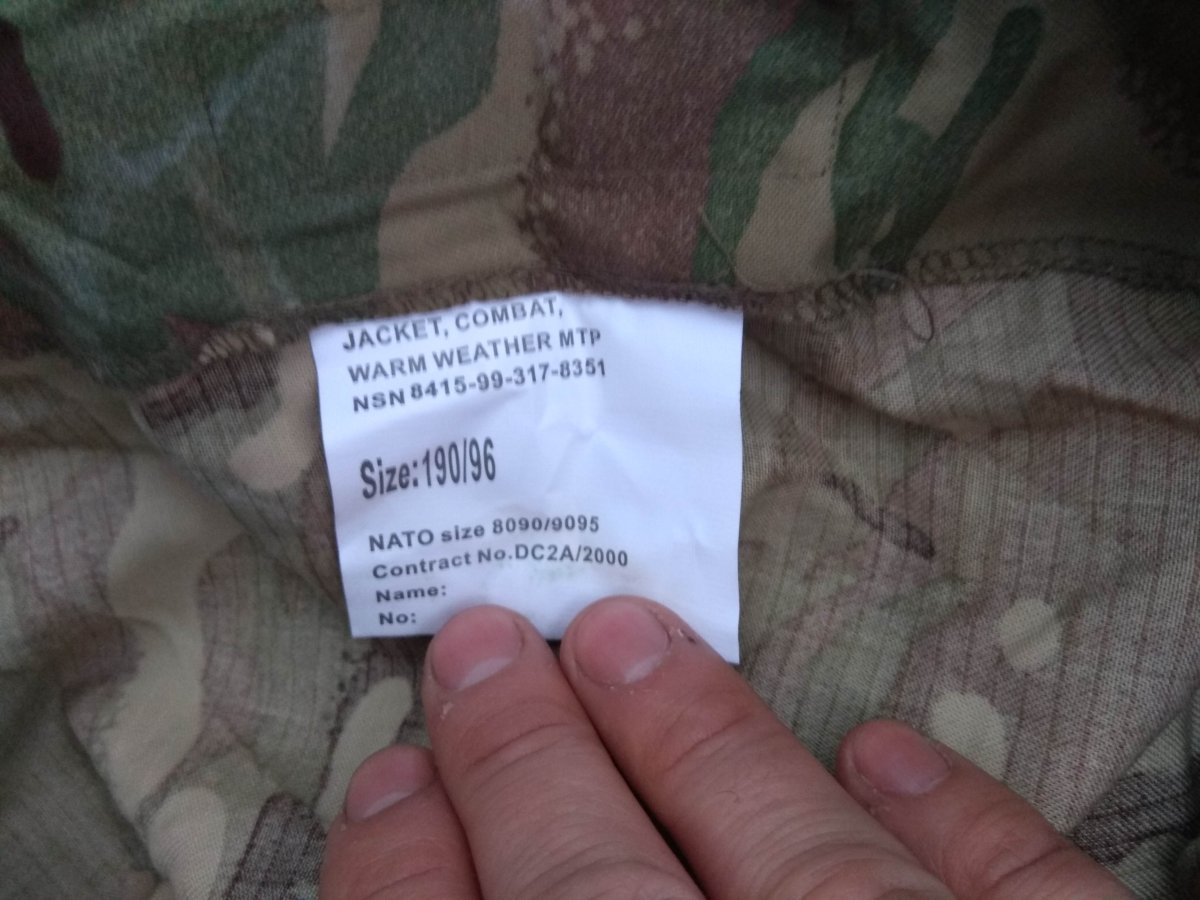 JACKET, COMBAT,
WARM WEATHER MTP
NSN 8415-99-317-8351
Size:190/96
NATO size 8090/9095
Contract No.DC2A/2000
Name:
No: